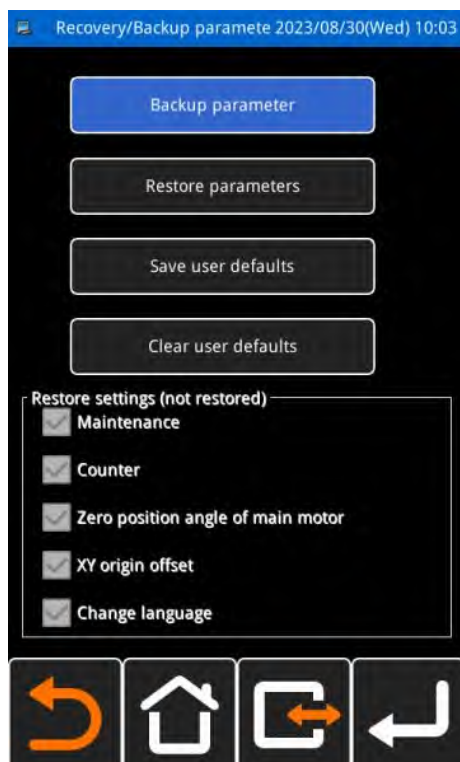 Recovery/Backup paramete 2023/08/30(Wed) 10:03
Backup parameter
Restore parameters
Save user defaults
Clear user defaults
Restore settings (not restored)
Maintenance
Counter
Zero position angle of main motor
XY origin offset
Change language